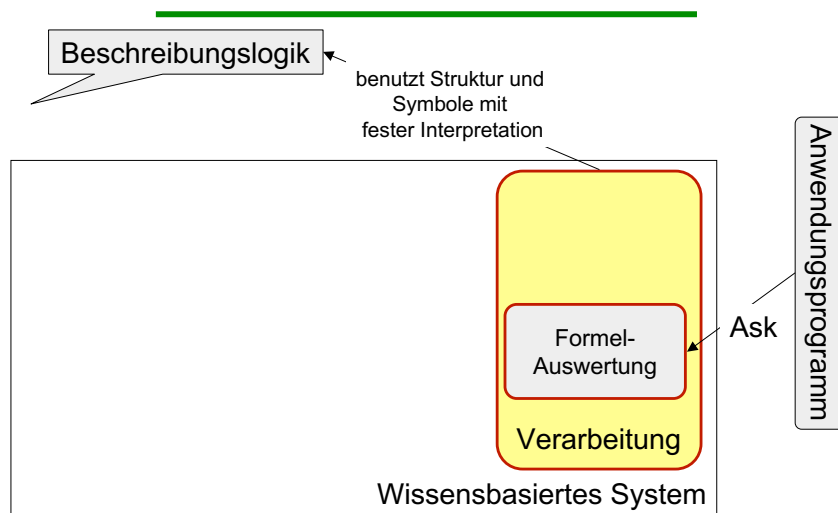 Beschreibungslogik
benutzt Struktur und
Symbole mit
fester Interpretation
Anwendungsprogramm
Ask
Formel-
Auswertung
Verarbeitung
Wissensbasiertes System